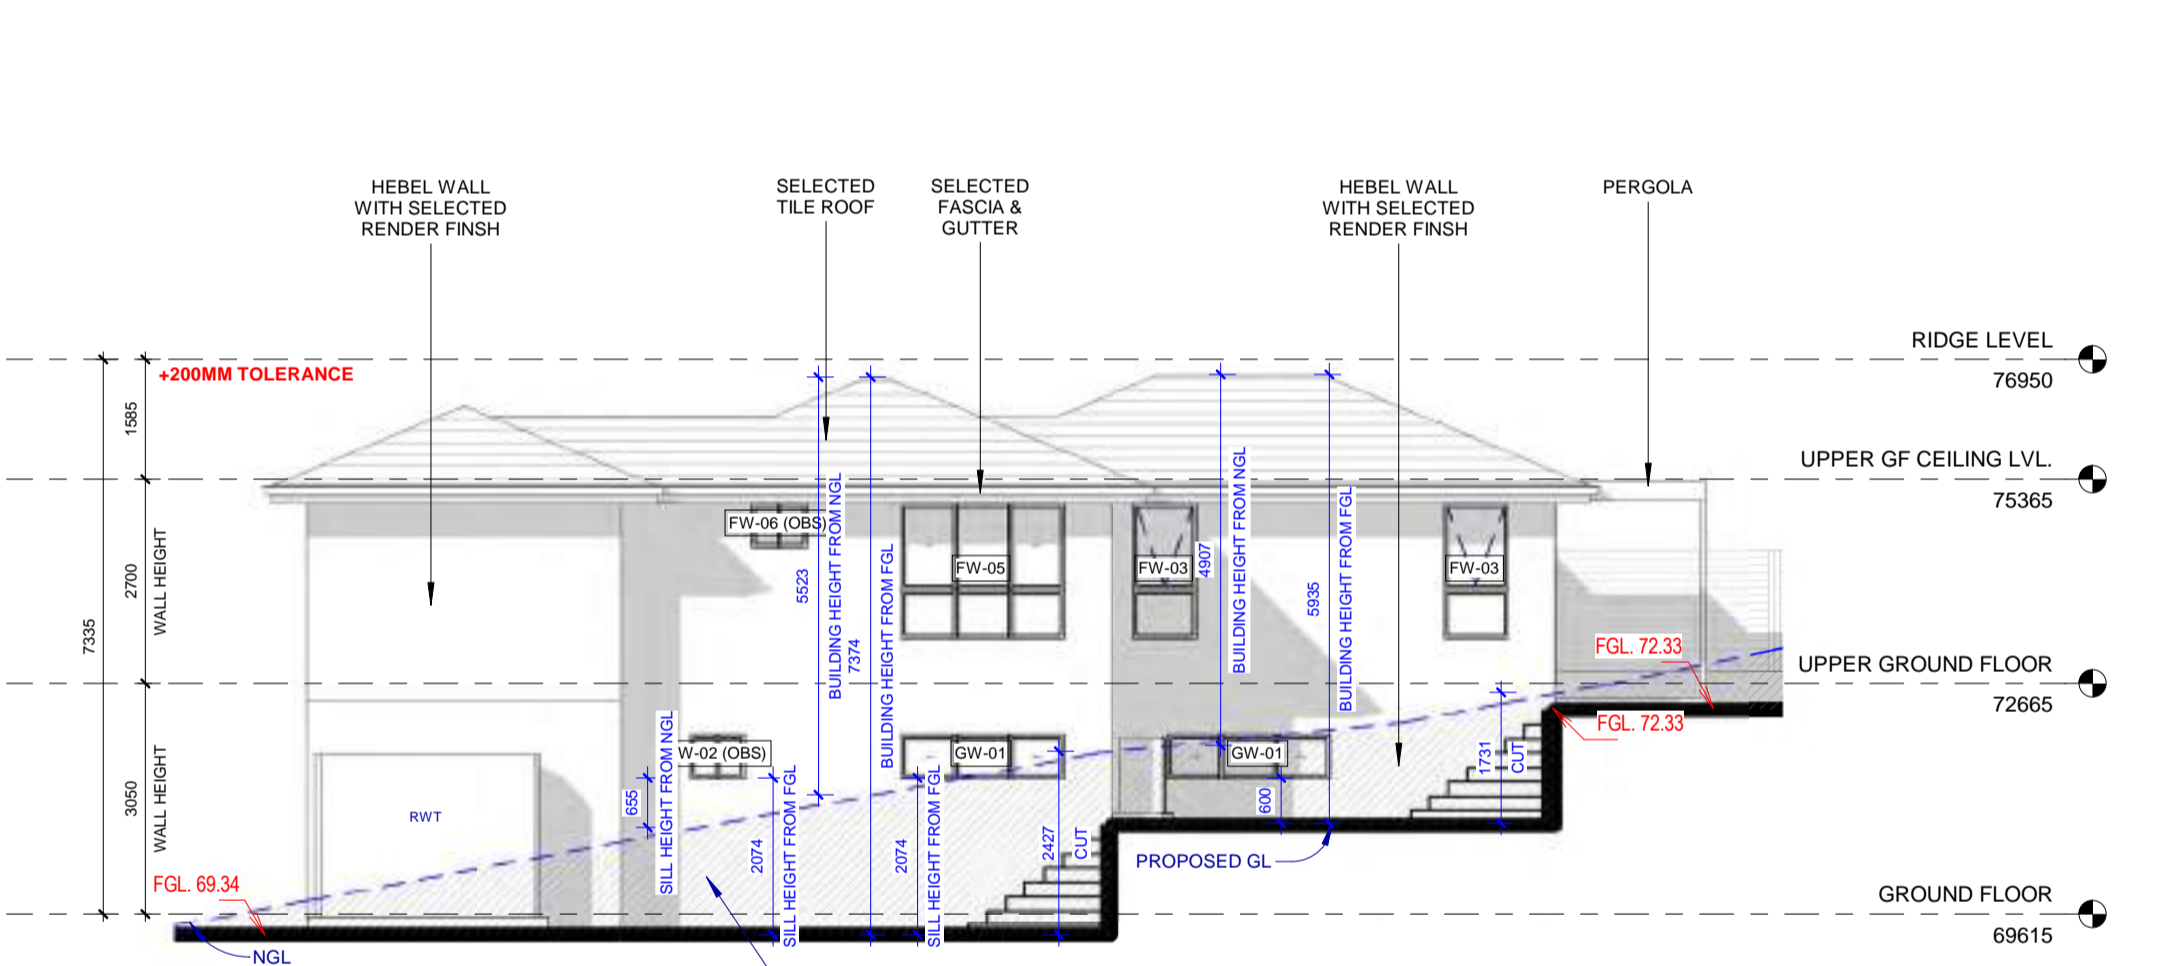 HEBEL WALL
WITH SELECTED
RENDER FINSH
SELECTED
TILE ROOF
SELECTED
FASCIA &
GUTTER
HEBEL WALL
WITH SELECTED
RENDER FINSH
PERGOLA
RIDGE LEVEL
76950
+200MM TOLERANCE
1585
UPPER GF CEILING LVL.
75365
2700
WALL HEIGHT
7335
FW-06 (OBS)
FW-05
FW-03
FW-03
5523
BUILDING HEIGHT FROM NGL
7374
BUILDING HEIGHT FROM FGL
4907
BUILDING HEIGHT FROM NGL
5935
BUILDING HEIGHT FROM FGL
FGL. 72.33
UPPER GROUND FLOOR
72665
FGL. 72.33
3050
WALL HEIGHT
W-02 (OBS)
GW-01
GW-01
655
SILL HEIGHT FROM NGL
2074
SILL HEIGHT FROM FGL
2074
SILL HEIGHT FROM FGL
2427
CUT
600
1731
CUT
RWT
PROPOSED GL
FGL. 69.34
GROUND FLOOR
69615
NGL